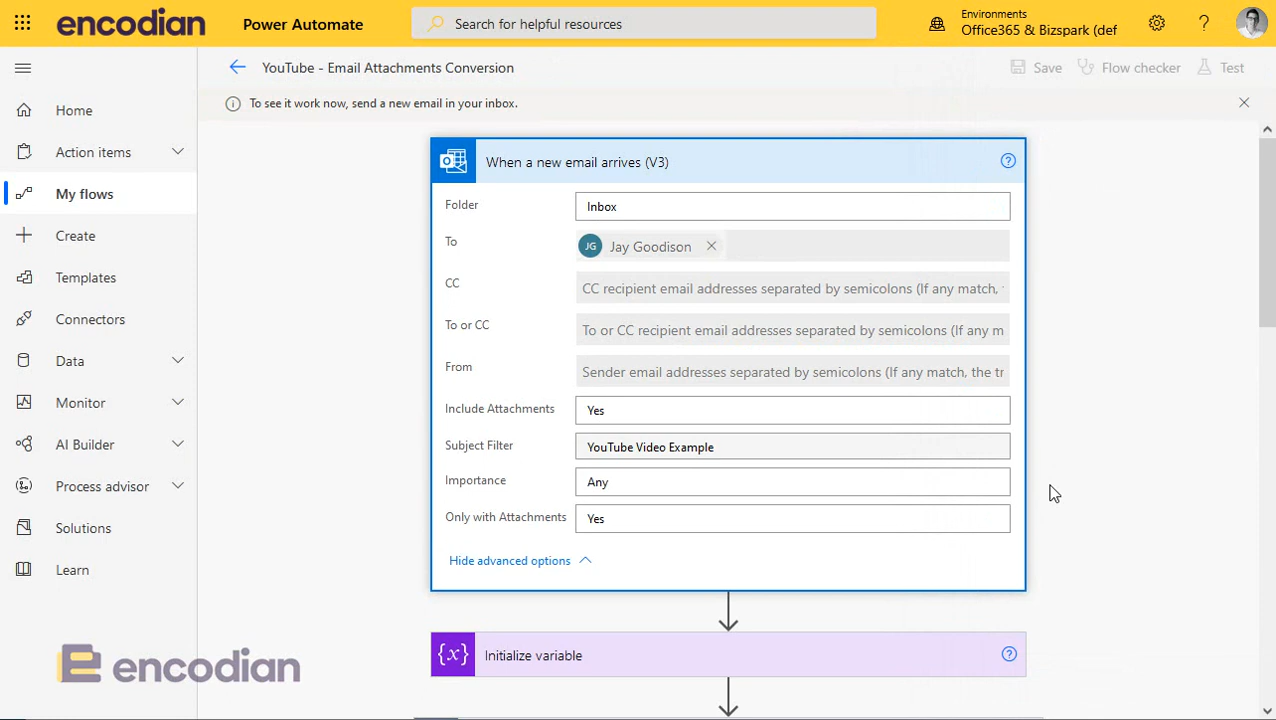 encodian
Power Automate
Search for helpful resources
Environments
Office365 & Bizspark (def
?
YouTube - Email Attachments Conversion
Save
Flow checker
Test
To see it work now, send a new email in your inbox.
Home
Action items
My flows
Create
Templates
Connectors
Data
Monitor
AI Builder
Process advisor
Solutions
Learn
When a new email arrives (V3)
?
Folder
Inbox
To
JG
Jay Goodison
CC
CC recipient email addresses separated by semicolons (If any match,
To or CC
To or CC recipient email addresses separated by semicolons (If any m
From
Sender email addresses separated by semicolons (If any match, the tr
Include Attachments
Yes
Subject Filter
YouTube Video Example
Importance
Any
Only with Attachments
Yes
Hide advanced options
{x}
Initialize variable
?
encodian